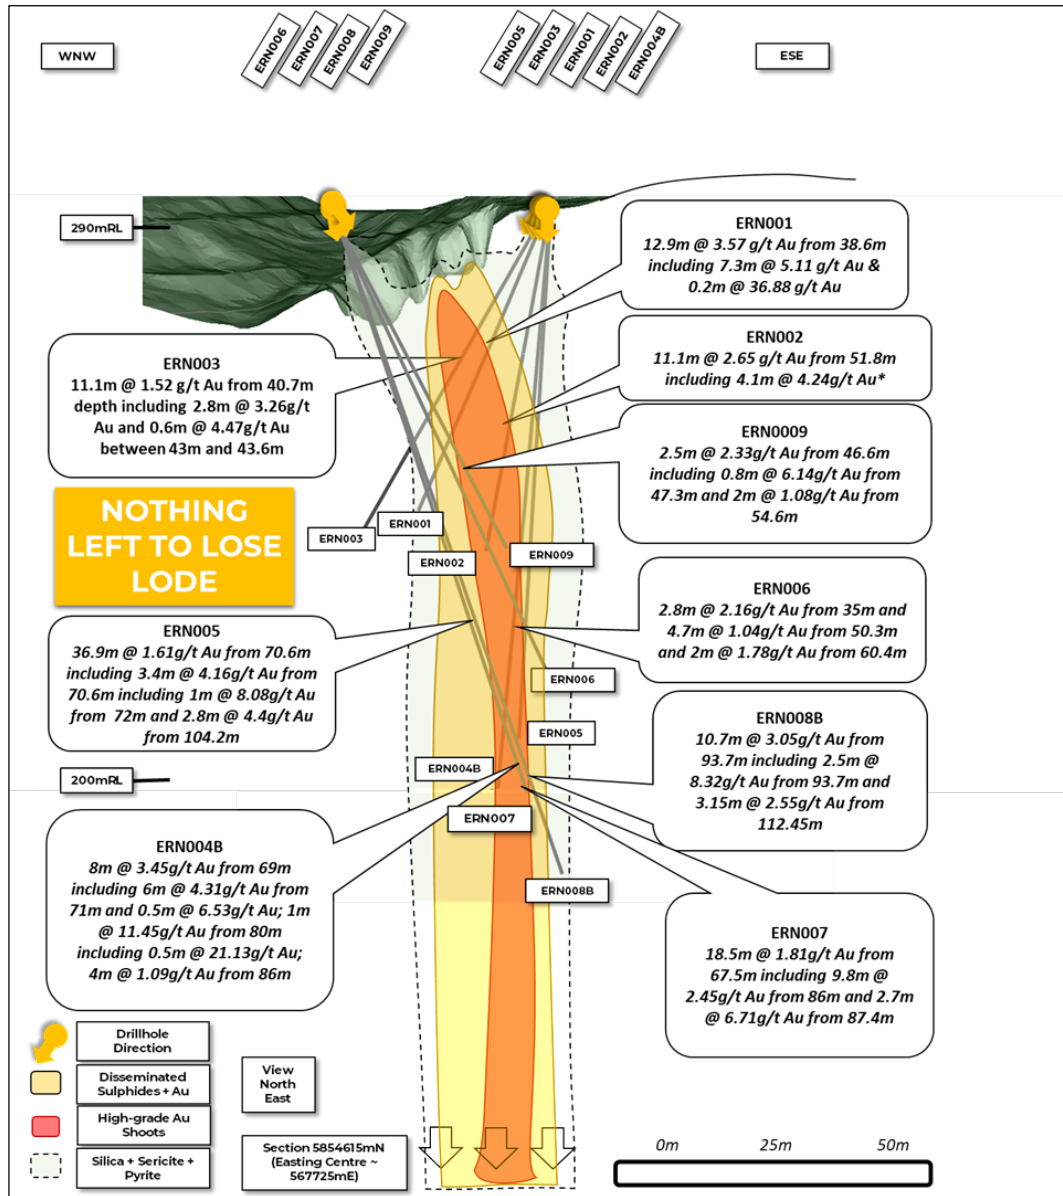 WNW
ERN006
ERN007
ERN008
ERN009
ERN005
ERN003
ERN001
ERN002
ERN004B
ESE
290mRL
ERN001
12.9m @ 3.57 g/t Au from 38.6m
including 7.3m @ 5.11 g/t Au &
0.2m @ 36.88 g/t Au
ERN002
11.1m @ 2.65 g/t Au from 51.8m
including 4.1m @ 4.24g/t Au*
ERN003
11.1m @ 1.52 g/t Au from 40.7m
depth including 2.8m @ 3.26g/t
Au and 0.6m @ 4.47g/t Au
between 43m and 43.6m
ERN0009
2.5m @ 2.33g/t Au from 46.6m
including 0.8m @ 6.14g/t Au from
47.3m and 2m @ 1.08g/t Au from
54.6m
NOTHING
LEFT TO LOSE
LODE
ERN003
ERN001
ERN002
ERN009
ERN006
2.8m @ 2.16g/t Au from 35m and
4.7m @ 1.04g/t Au from 50.3m
and 2m @ 1.78g/t Au from 60.4m
ERN005
36.9m @ 1.61g/t Au from 70.6m
including 3.4m @ 4.16g/t Au from
70.6m including 1m @ 8.08g/t Au
from 72m and 2.8m @ 4.4g/t Au
from 104.2m
ERN006
ERN005
ERN004B
ERN007
ERN008B
ERN008B
10.7m @ 3.05g/t Au from
93.7m including 2.5m @
8.32g/t Au from 93.7m and
3.15m @ 2.55g/t Au from
112.45m
200mRL
ERN004B
8m @ 3.45g/t Au from 69m
including 6m @ 4.31g/t Au from
71m and 0.5m @ 6.53g/t Au; 1m
@ 11.45g/t Au from 80m
including 0.5m @ 21.13g/t Au;
4m @ 1.09g/t Au from 86m
ERN007
18.5m @ 1.81g/t Au from
67.5m including 9.8m @
2.45g/t Au from 86m and 2.7m
@ 6.71g/t Au from 87.4m
Drillhole
Direction
Disseminated
Sulphides + Au
High-grade Au
Shoots
Silica + Sericite +
Pyrite
View
North
East
Section 5854615mN
(Easting Centre ~
567725mE)
0m
25m
50m